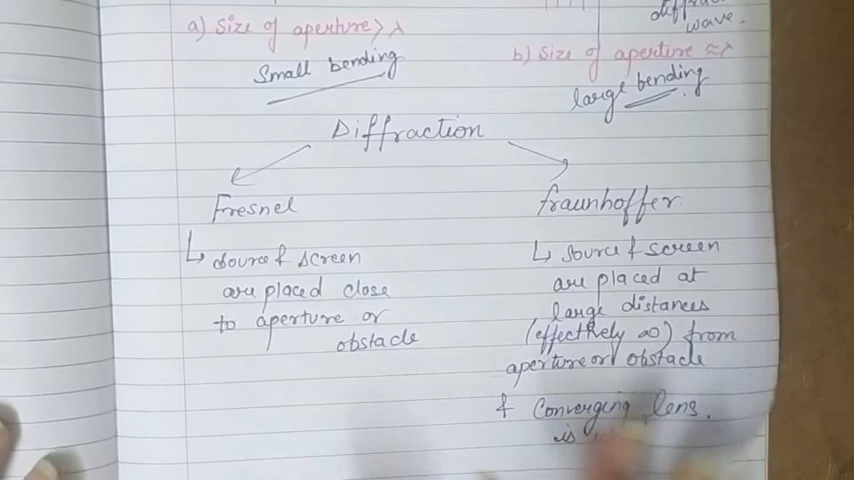 a) Size of aperture > λ
Small bending
wave.
b) Size of aperture ≈ λ
large bending
Diffraction
Fresnel
↳ source & screen
are placed close
to aperture or
obstacle
fraunhoffer
↳ source & screen
are placed at
large distances
(effectively ∞) from
aperture or obstacle
& Converging lens.
is